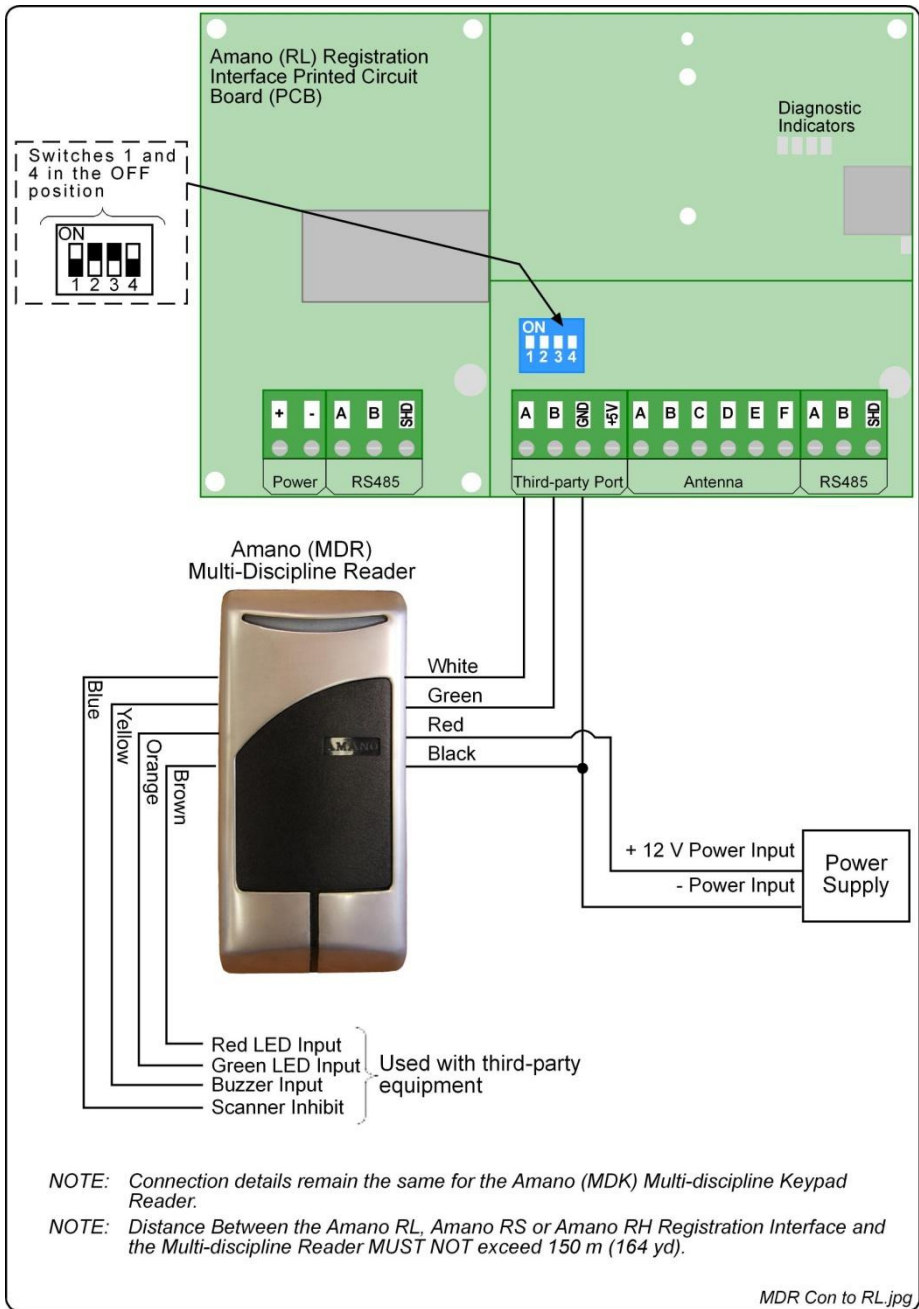 Amano (RL) Registration
Interface Printed Circuit
Board (PCB)
Diagnostic
Indicators
Switches 1 and
4 in the OFF
position
ON
1 2 3 4
ON
1 2 3 4
+ - A B SHD
Power RS485
A B GND +5V A B C D E F A B SHD
Third-party Port Antenna RS485
Amano (MDR)
Multi-Discipline Reader
AMANO
White
Green
Red
Black
Blue
Yellow
Orange
Brown
+ 12 V Power Input
- Power Input
Power
Supply
Red LED Input
Green LED Input
Buzzer Input
Scanner Inhibit
Used with third-party
equipment
NOTE: Connection details remain the same for the Amano (MDK) Multi-discipline Keypad
Reader.
NOTE: Distance Between the Amano RL, Amano RS or Amano RH Registration Interface and
the Multi-discipline Reader MUST NOT exceed 150 m (164 yd).
MDR Con to RL.jpg